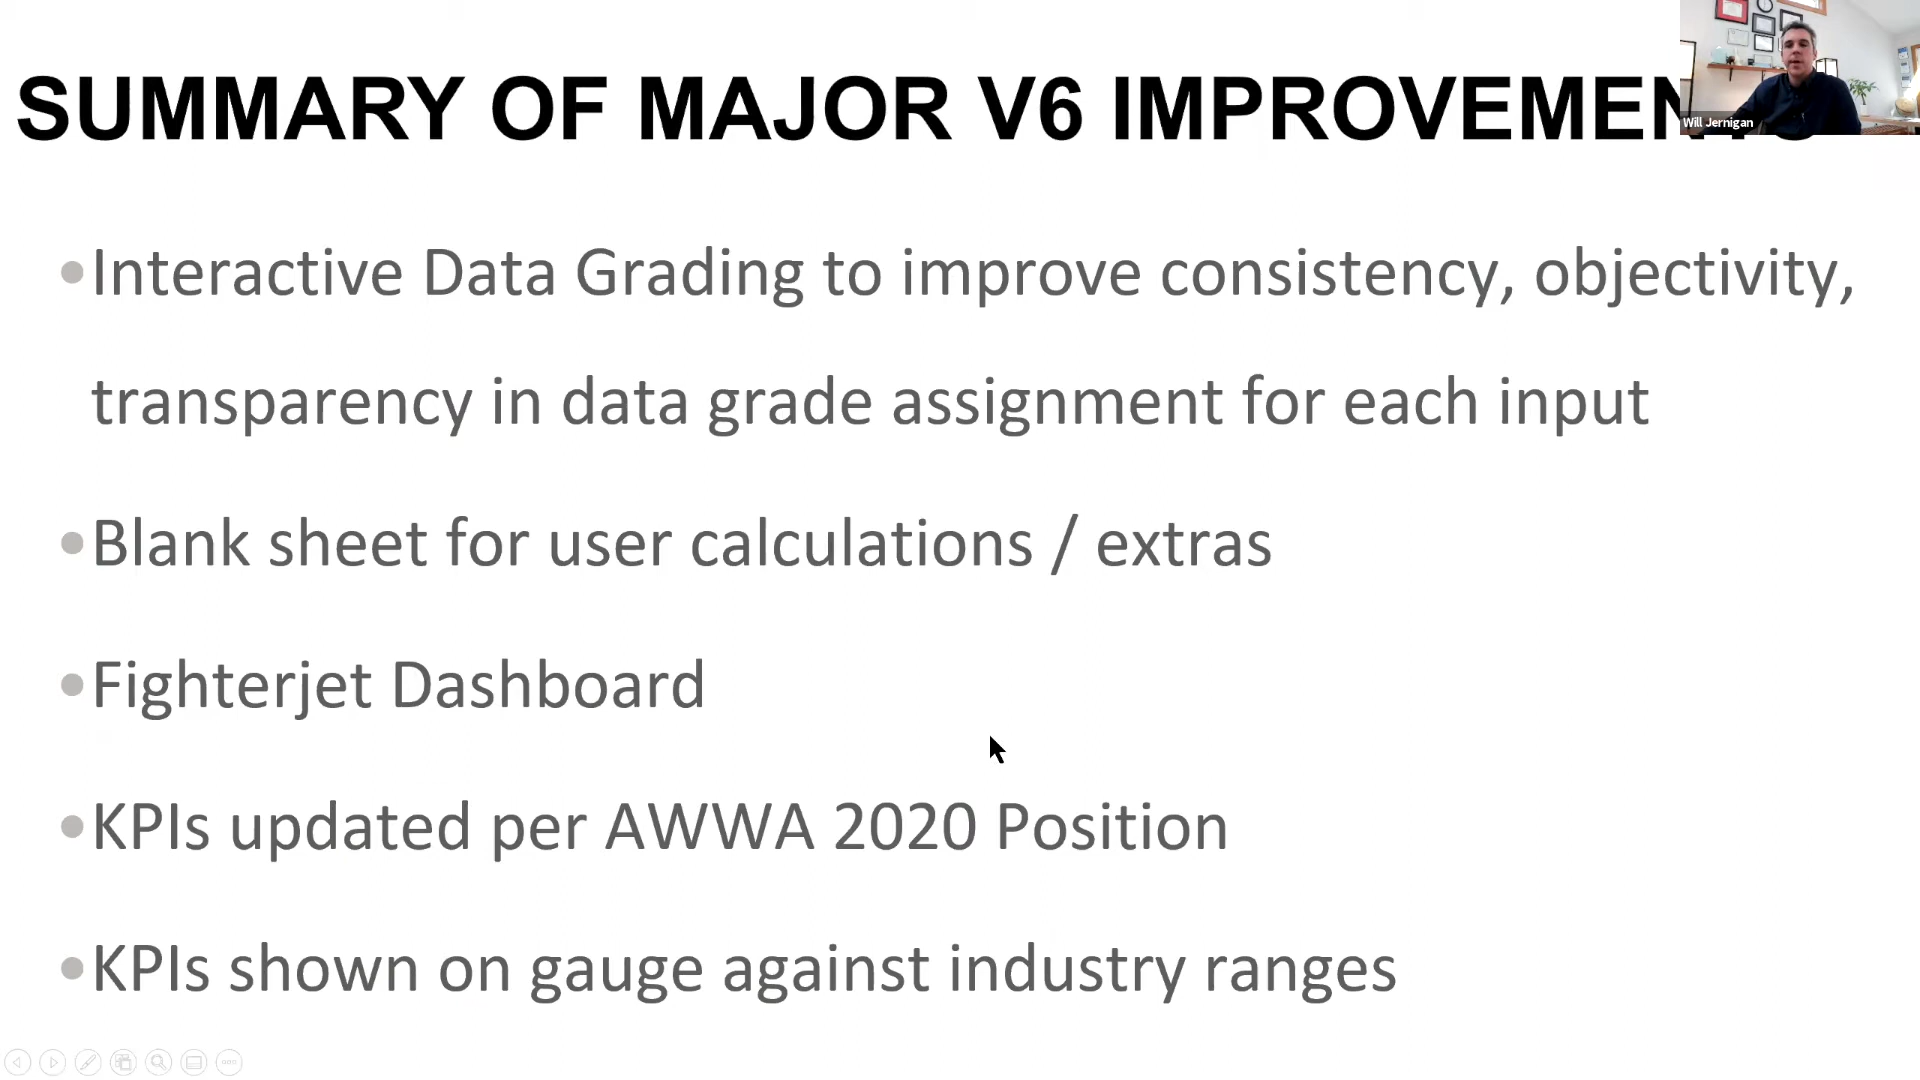 SUMMARY OF MAJOR V6 IMPROVEMEN
Will Jernigan
•Interactive Data Grading to improve consistency, objectivity,
transparency in data grade assignment for each input
•Blank sheet for user calculations / extras
•Fighterjet Dashboard
•KPIs updated per AWWA 2020 Position
•KPIs shown on gauge against industry ranges